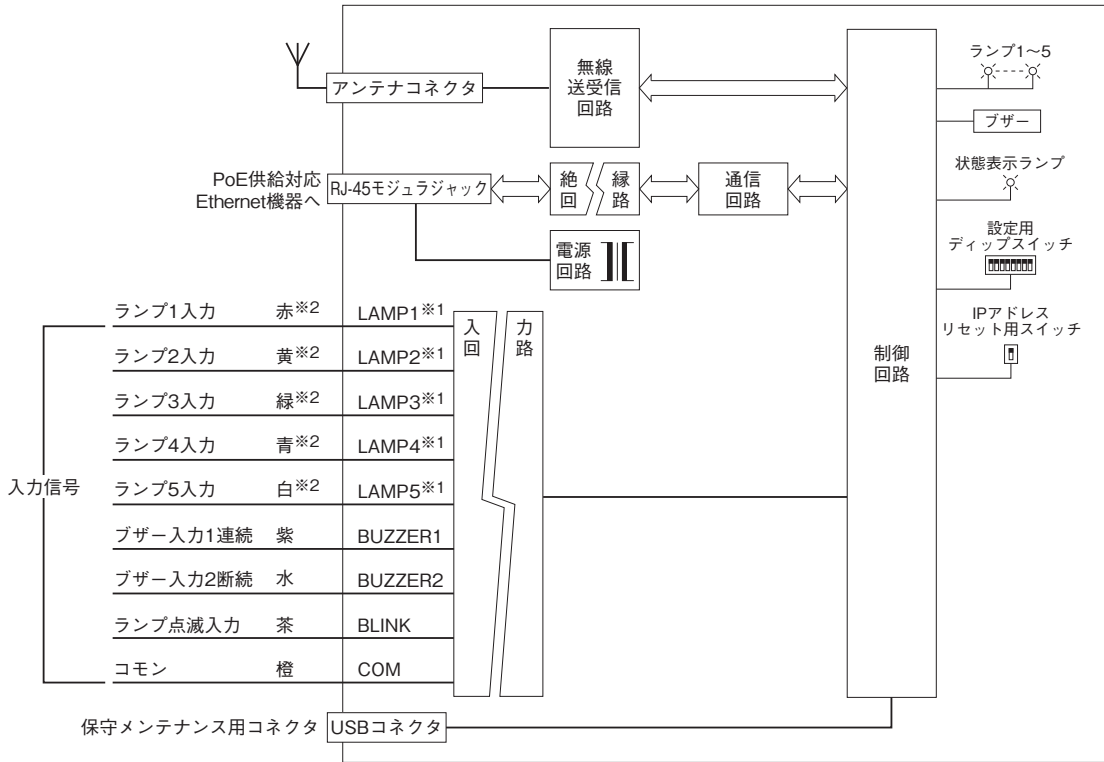 アンテナコネクタ
無線
送受信
回路
ランプ1～5
ブザー
状態表示ランプ
PoE供給対応
Ethernet機器へ
RJ-45モジュラジャック
絶縁
回路
通信
回路
電源
回路
設定用
ディップスイッチ
IPアドレス
リセット用スイッチ
制御
回路
入力
回路
入力信号
ランプ1入力 赤※2 LAMP1※1
ランプ2入力 黄※2 LAMP2※1
ランプ3入力 緑※2 LAMP3※1
ランプ4入力 青※2 LAMP4※1
ランプ5入力 白※2 LAMP5※1
ブザー入力1連続 紫 BUZZER1
ブザー入力2断続 水 BUZZER2
ランプ点滅入力 茶 BLINK
コモン 橙 COM
保守メンテナンス用コネクタ USBコネクタ